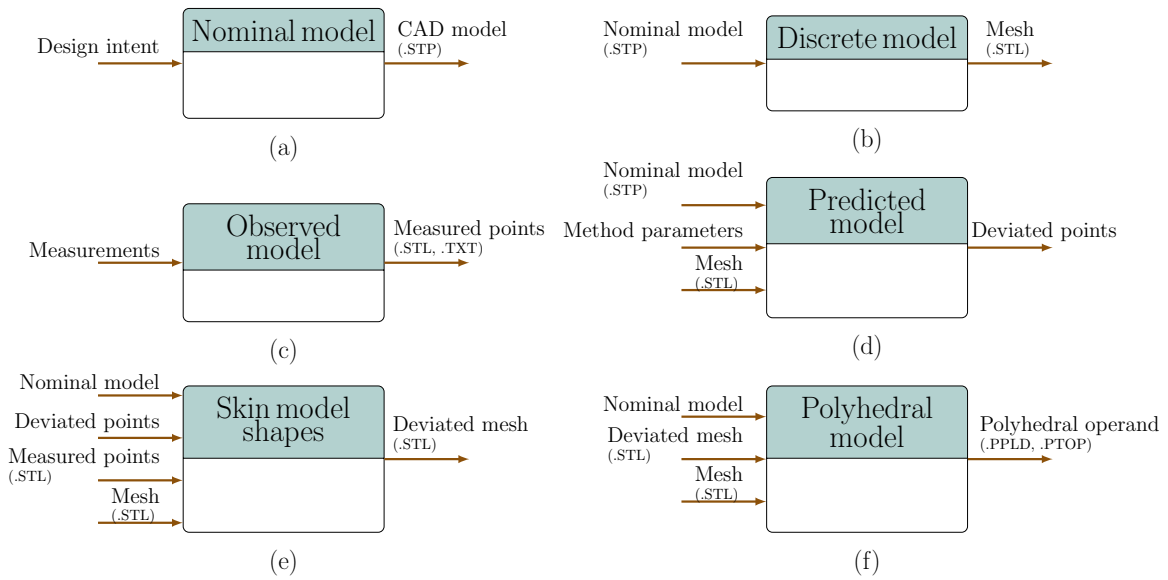 Design intent
Nominal model
CAD model
(.STP)
(a)
Nominal model
(.STP)
Discrete model
Mesh
(.STL)
(b)
Measurements
Observed
model
Measured points
(.STL, .TXT)
(c)
Nominal model
(.STP)
Method parameters
Mesh
(.STL)
Predicted
model
Deviated points
(d)
Nominal model
Deviated points
Measured points
(.STL)
Mesh
(.STL)
Skin model
shapes
Deviated mesh
(.STL)
(e)
Nominal model
Deviated mesh
(.STL)
Mesh
(.STL)
Polyhedral
model
Polyhedral operand
(.PPLD, .PTOP)
(f)